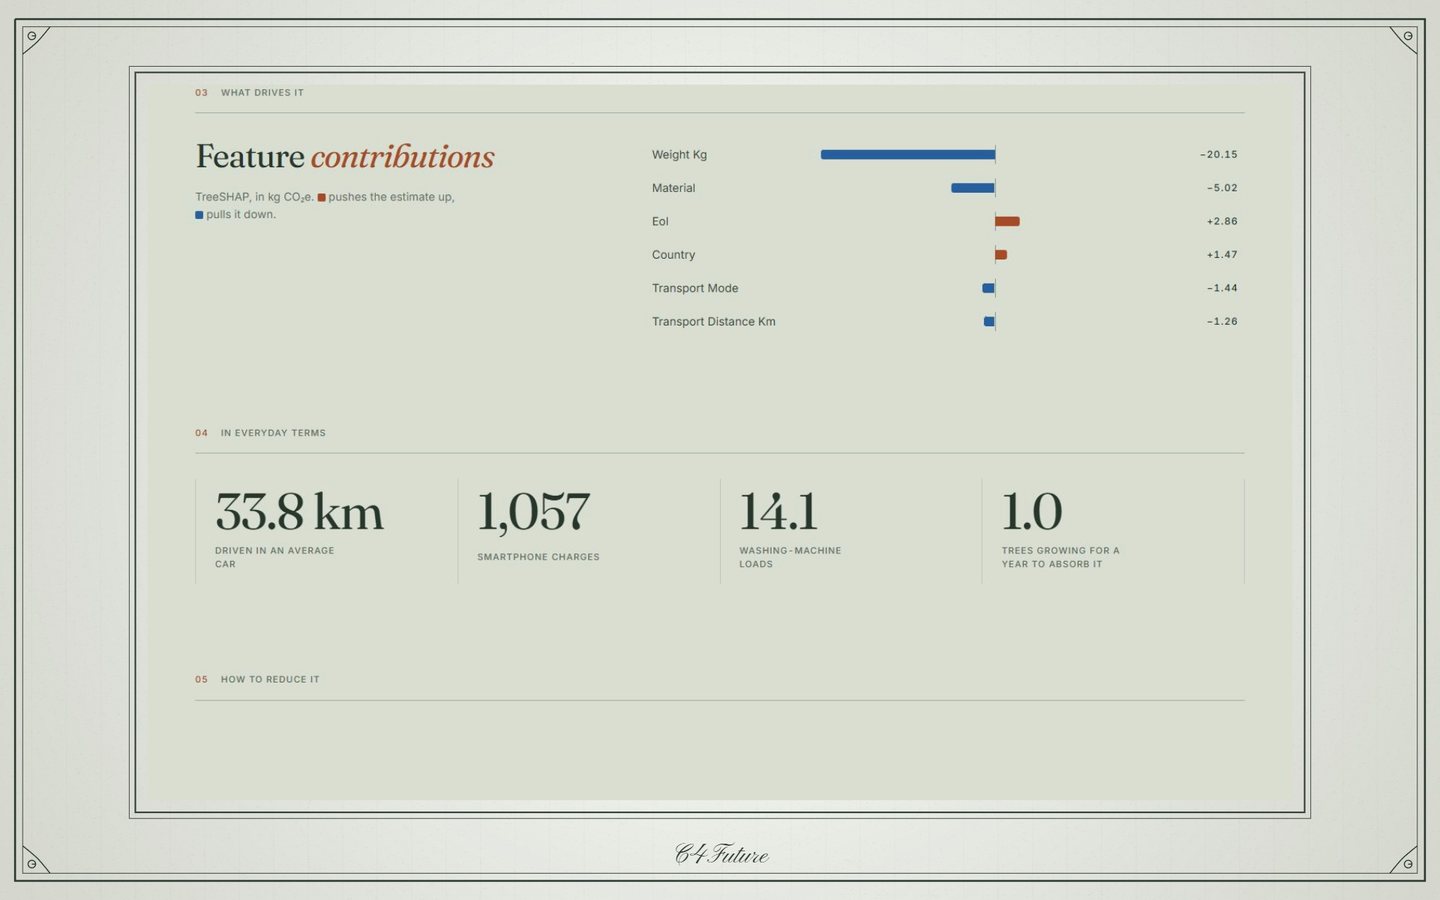 03 WHAT DRIVES IT
Feature contributions
TreeSHAP, in kg CO₂e. pushes the estimate up,
pulls it down.
Weight Kg −20.15
Material −5.02
Eol +2.86
Country +1.47
Transport Mode −1.44
Transport Distance Km −1.26
04 IN EVERYDAY TERMS
33.8 km
DRIVEN IN AN AVERAGE
CAR
1,057
SMARTPHONE CHARGES
14.1
WASHING-MACHINE
LOADS
1.0
TREES GROWING FOR A
YEAR TO ABSORB IT
05 HOW TO REDUCE IT
C4Future